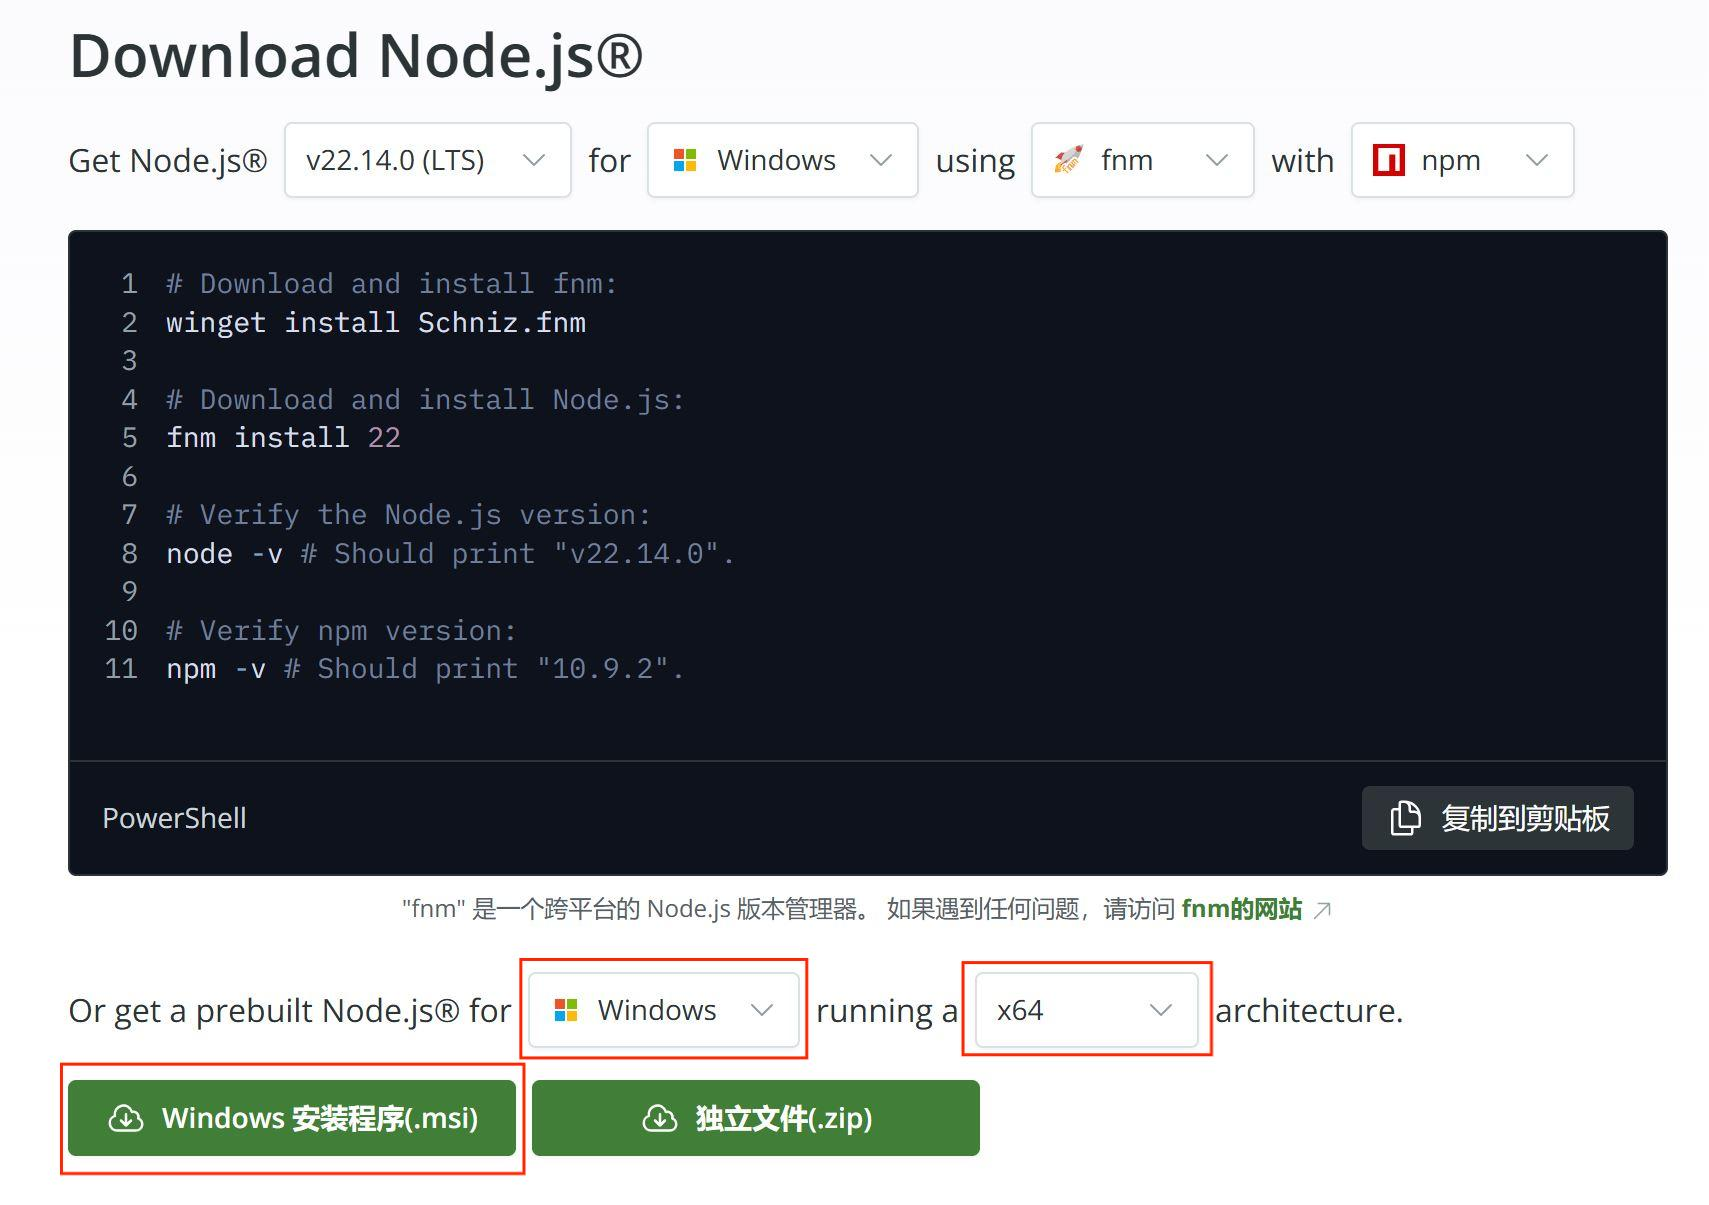 Download Node.js®
Get Node.js® v22.14.0 (LTS) for Windows using fnm with npm
1 # Download and install fnm:
2 winget install Schniz.fnm
3
4 # Download and install Node.js:
5 fnm install 22
6
7 # Verify the Node.js version:
8 node -v # Should print "v22.14.0".
9
10 # Verify npm version:
11 npm -v # Should print "10.9.2".
PowerShell 复制到剪贴板
"fnm" 是一个跨平台的 Node.js 版本管理器。 如果遇到任何问题，请访问 fnm的网站
Or get a prebuilt Node.js® for Windows running a x64 architecture.
Windows 安装程序(.msi) 独立文件(.zip)